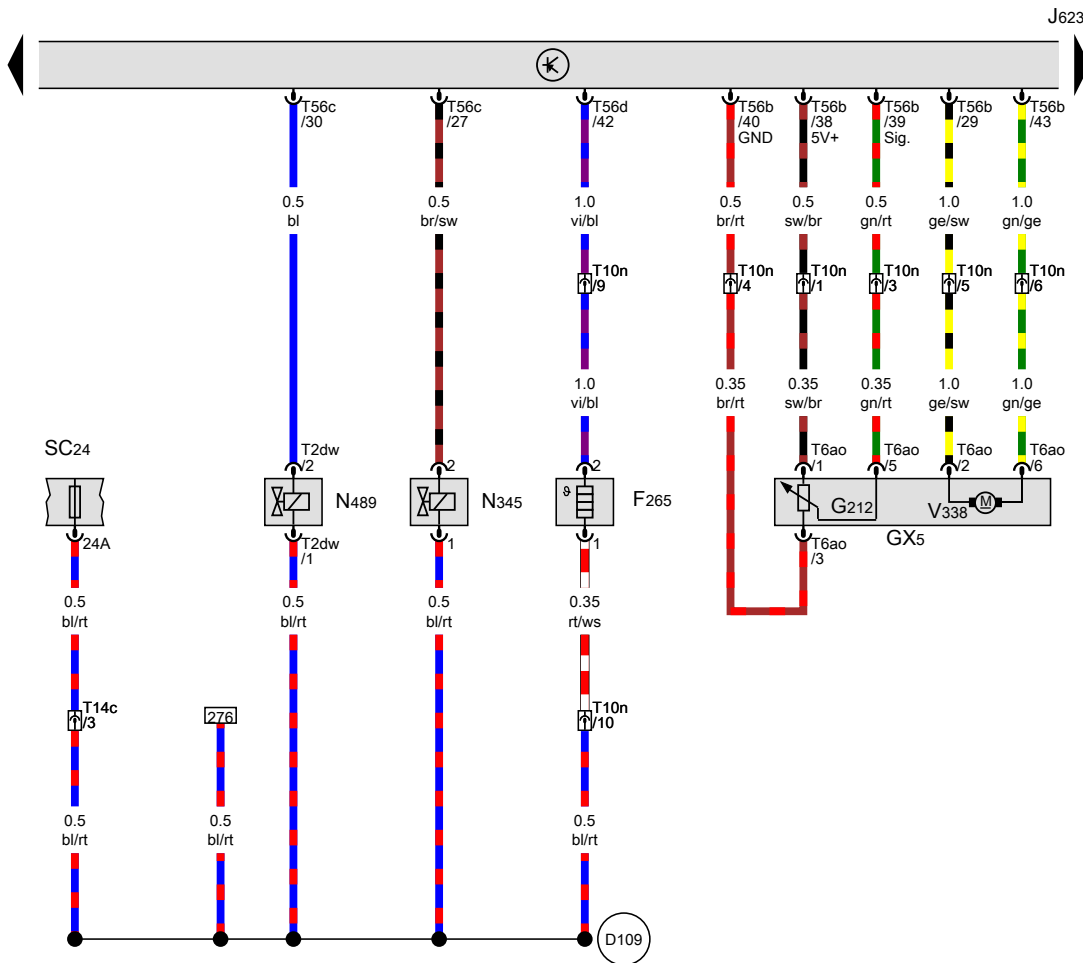 J623
T56c
/30
T56c
/27
T56d
/42
T56b
/40
GND
T56b
/38
5V+
T56b
/39
Sig.
T56b
/29
T56b
/43
0.5
bl
0.5
br/sw
1.0
vi/bl
0.5
br/rt
0.5
sw/br
0.5
gn/rt
1.0
ge/sw
1.0
gn/ge
T10n
/9
T10n
/4
T10n
/1
T10n
/3
T10n
/5
T10n
/6
1.0
vi/bl
0.35
br/rt
0.35
sw/br
0.35
gn/rt
1.0
ge/sw
1.0
gn/ge
SC24
T2dw
/2
2
2
T6ao
/1
T6ao
/5
T6ao
/2
T6ao
/6
N489
N345
ϑ
F265
G212
V338
M
GX5
24A
T2dw
/1
1
1
T6ao
/3
0.5
bl/rt
0.5
bl/rt
0.5
bl/rt
0.35
rt/ws
T14c
/3
276
T10n
/10
0.5
bl/rt
0.5
bl/rt
0.5
bl/rt
D109